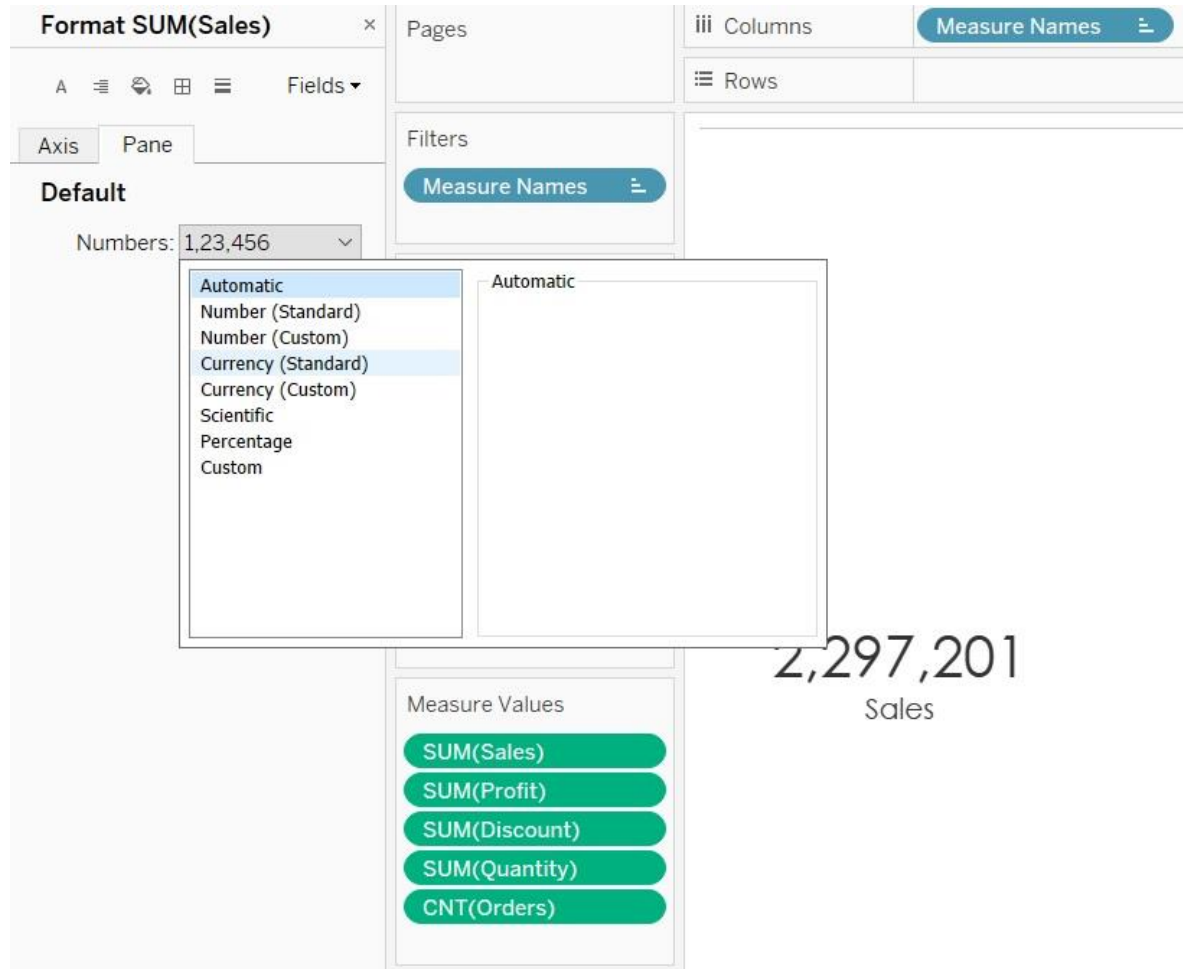 Format SUM(Sales) ×
A Fields
Axis Pane
Default
Numbers: 1,23,456
Automatic
Number (Standard)
Number (Custom)
Currency (Standard)
Currency (Custom)
Scientific
Percentage
Custom
Automatic
Pages
Filters
Measure Names
Measure Values
SUM(Sales)
SUM(Profit)
SUM(Discount)
SUM(Quantity)
CNT(Orders)
Columns Measure Names
Rows
2,297,201
Sales